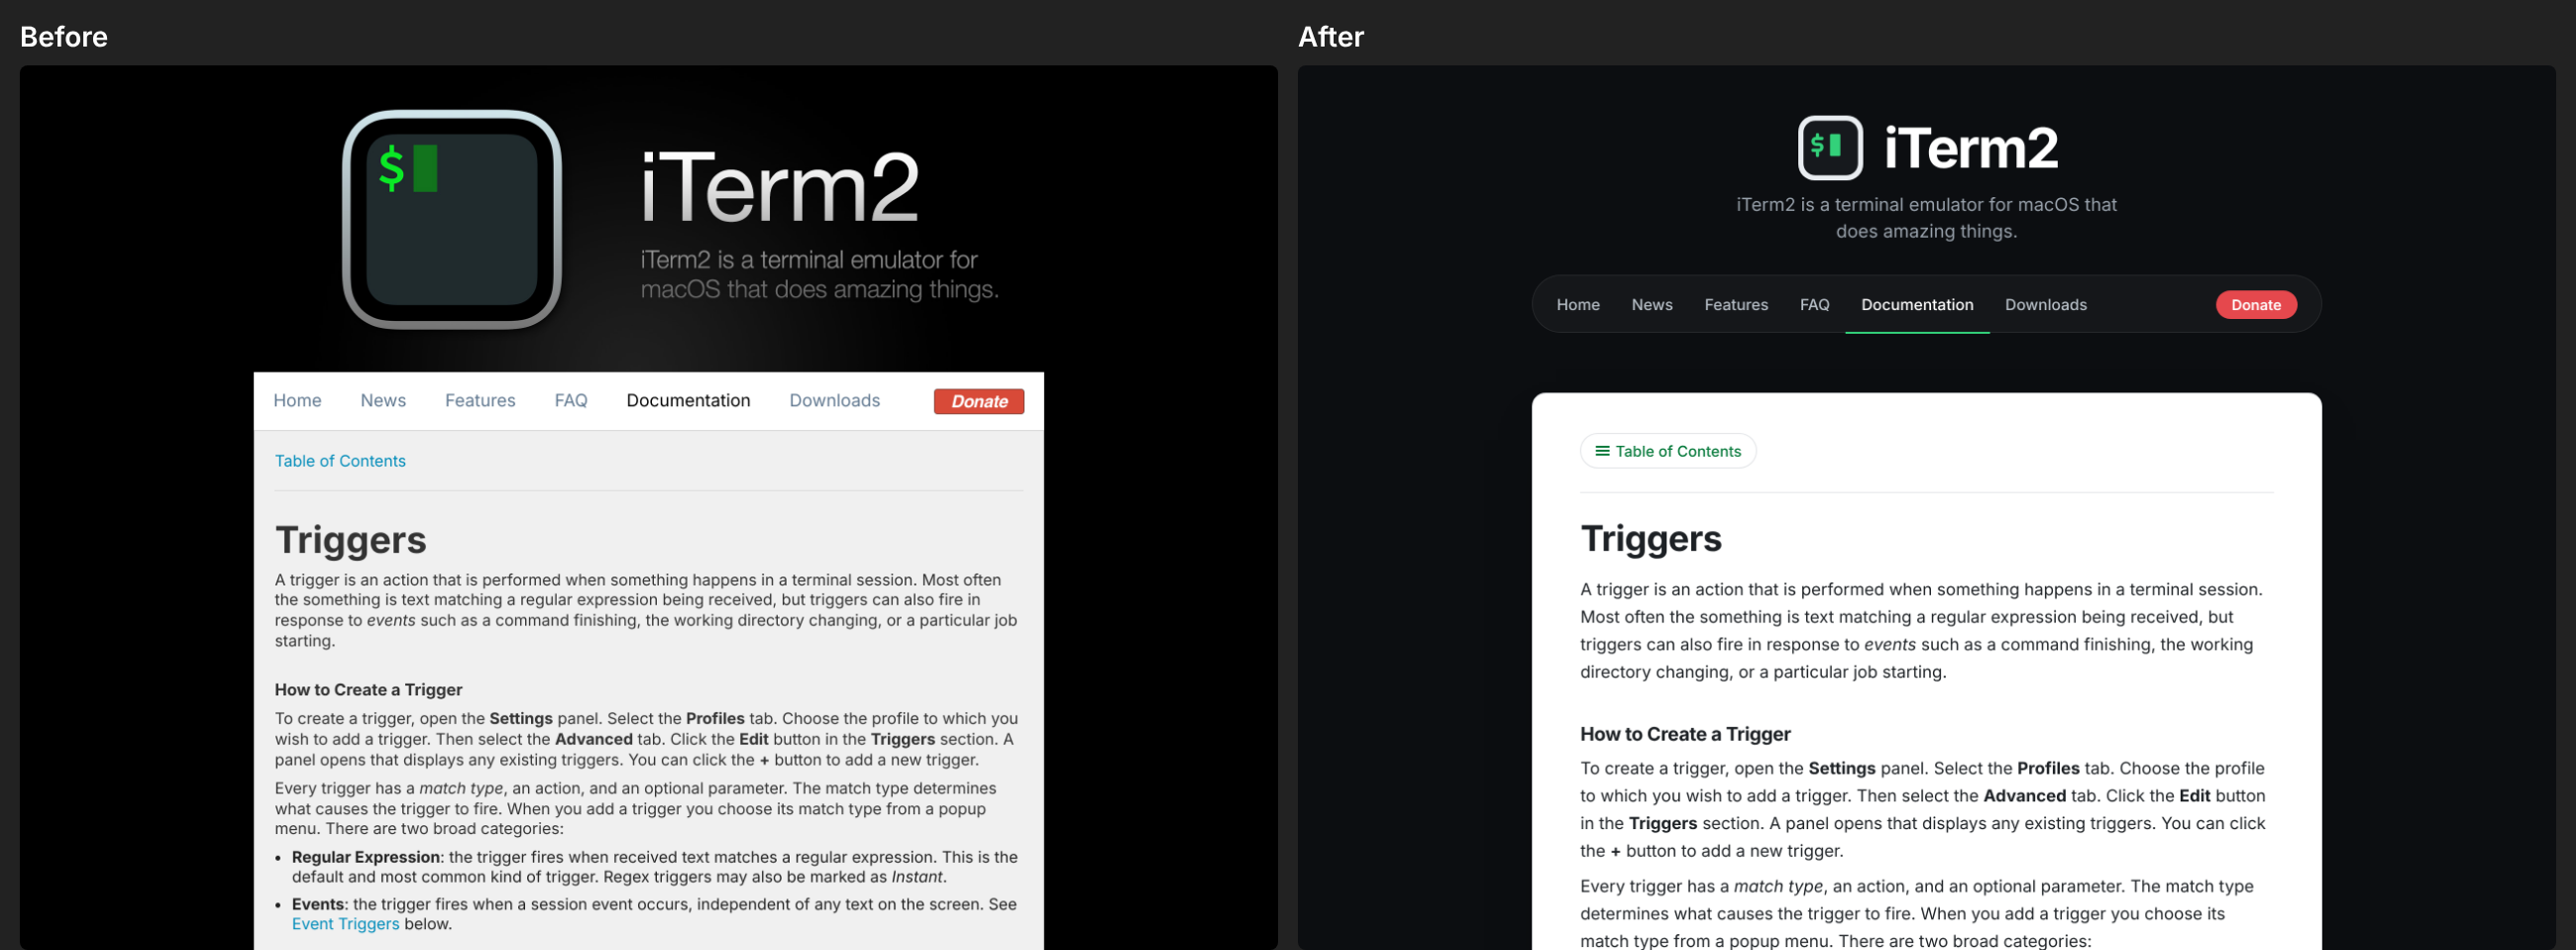 Before
$
iTerm2
iTerm2 is a terminal emulator for
macOS that does amazing things.
Home News Features FAQ Documentation Downloads Donate
Table of Contents
Triggers
A trigger is an action that is performed when something happens in a terminal session. Most often
the something is text matching a regular expression being received, but triggers can also fire in
response to events such as a command finishing, the working directory changing, or a particular job
starting.
How to Create a Trigger
To create a trigger, open the Settings panel. Select the Profiles tab. Choose the profile to which you
wish to add a trigger. Then select the Advanced tab. Click the Edit button in the Triggers section. A
panel opens that displays any existing triggers. You can click the + button to add a new trigger.
Every trigger has a match type, an action, and an optional parameter. The match type determines
what causes the trigger to fire. When you add a trigger you choose its match type from a popup
menu. There are two broad categories:
• Regular Expression: the trigger fires when received text matches a regular expression. This is the
default and most common kind of trigger. Regex triggers may also be marked as Instant.
• Events: the trigger fires when a session event occurs, independent of any text on the screen. See
Event Triggers below.
After
$
iTerm2
iTerm2 is a terminal emulator for macOS that
does amazing things.
Home News Features FAQ Documentation Downloads Donate
Table of Contents
Triggers
A trigger is an action that is performed when something happens in a terminal session.
Most often the something is text matching a regular expression being received, but
triggers can also fire in response to events such as a command finishing, the working
directory changing, or a particular job starting.
How to Create a Trigger
To create a trigger, open the Settings panel. Select the Profiles tab. Choose the profile
to which you wish to add a trigger. Then select the Advanced tab. Click the Edit button
in the Triggers section. A panel opens that displays any existing triggers. You can click
the + button to add a new trigger.
Every trigger has a match type, an action, and an optional parameter. The match type
determines what causes the trigger to fire. When you add a trigger you choose its
match type from a popup menu. There are two broad categories: